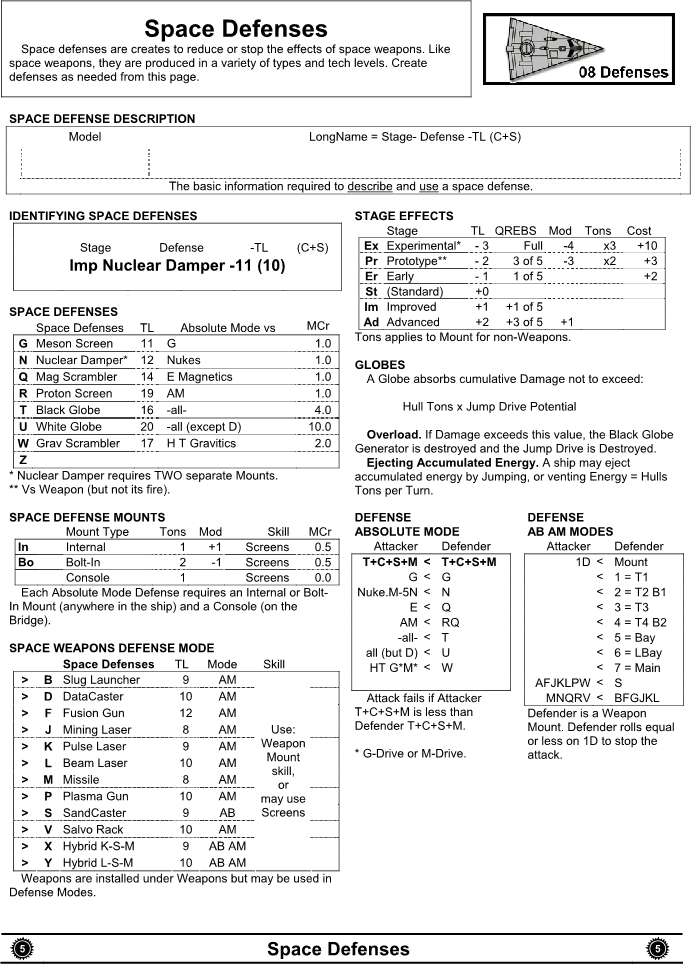 Space Defenses
Space defenses are creates to reduce or stop the effects of space weapons. Like
space weapons, they are produced in a variety of types and tech levels. Create
defenses as needed from this page.
08 Defenses
SPACE DEFENSE DESCRIPTION
Model LongName = Stage- Defense -TL (C+S)
The basic information required to describe and use a space defense.
IDENTIFYING SPACE DEFENSES
Stage Defense -TL (C+S)
Imp Nuclear Damper -11 (10)
SPACE DEFENSES
Space Defenses TL Absolute Mode vs MCr
G Meson Screen 11 G 1.0
N Nuclear Damper* 12 Nukes 1.0
Q Mag Scrambler 14 E Magnetics 1.0
R Proton Screen 19 AM 1.0
T Black Globe 16 -all- 4.0
U White Globe 20 -all (except D) 10.0
W Grav Scrambler 17 H T Gravitics 2.0
Z
* Nuclear Damper requires TWO separate Mounts.
** Vs Weapon (but not its fire).
SPACE DEFENSE MOUNTS
Mount Type Tons Mod Skill MCr
In Internal 1 +1 Screens 0.5
Bo Bolt-In 2 -1 Screens 0.5
Console 1 Screens 0.0
Each Absolute Mode Defense requires an Internal or Bolt-
In Mount (anywhere in the ship) and a Console (on the
Bridge).
SPACE WEAPONS DEFENSE MODE
Space Defenses TL Mode Skill
> B Slug Launcher 9 AM
> D DataCaster 10 AM
> F Fusion Gun 12 AM
> J Mining Laser 8 AM
> K Pulse Laser 9 AM
> L Beam Laser 10 AM
> M Missile 8 AM
> P Plasma Gun 10 AM
> S SandCaster 9 AB
> V Salvo Rack 10 AM
> X Hybrid K-S-M 9 AB AM
> Y Hybrid L-S-M 10 AB AM
Use:
Weapon
Mount
skill,
or
may use
Screens
Weapons are installed under Weapons but may be used in
Defense Modes.
STAGE EFFECTS
Stage TL QREBS Mod Tons Cost
Ex Experimental* - 3 Full -4 x3 +10
Pr Prototype** - 2 3 of 5 -3 x2 +3
Er Early - 1 1 of 5 +2
St (Standard) +0
Im Improved +1 +1 of 5
Ad Advanced +2 +3 of 5 +1
Tons applies to Mount for non-Weapons.
GLOBES
A Globe absorbs cumulative Damage not to exceed:
Hull Tons x Jump Drive Potential
Overload. If Damage exceeds this value, the Black Globe
Generator is destroyed and the Jump Drive is Destroyed.
Ejecting Accumulated Energy. A ship may eject
accumulated energy by Jumping, or venting Energy = Hulls
Tons per Turn.
DEFENSE
ABSOLUTE MODE
Attacker Defender
T+C+S+M < T+C+S+M
G < G
Nuke.M-5N < N
E < Q
AM < RQ
-all- < T
all (but D) < U
HT G*M* < W
Attack fails if Attacker
T+C+S+M is less than
Defender T+C+S+M.
* G-Drive or M-Drive.
DEFENSE
AB AM MODES
Attacker Defender
1D < Mount
< 1 = T1
< 2 = T2 B1
< 3 = T3
< 4 = T4 B2
< 5 = Bay
< 6 = LBay
< 7 = Main
AFJKLPW < S
MNQRV < BFGJKL
Defender is a Weapon
Mount. Defender rolls equal
or less on 1D to stop the
attack.
5 Space Defenses 5